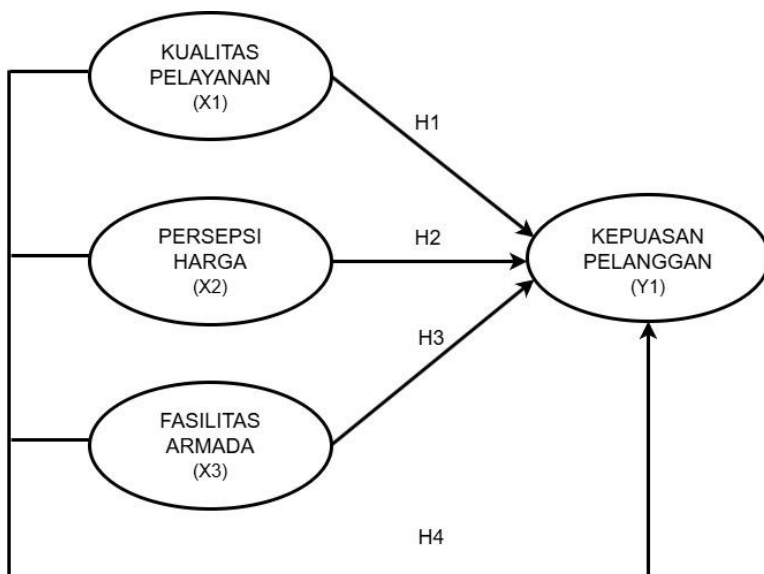 KUALITAS
PELAYANAN
(X1)
H1
PERSEPSI
HARGA
(X2)
H2
KEPUASAN
PELANGGAN
(Y1)
H3
FASILITAS
ARMADA
(X3)
H4